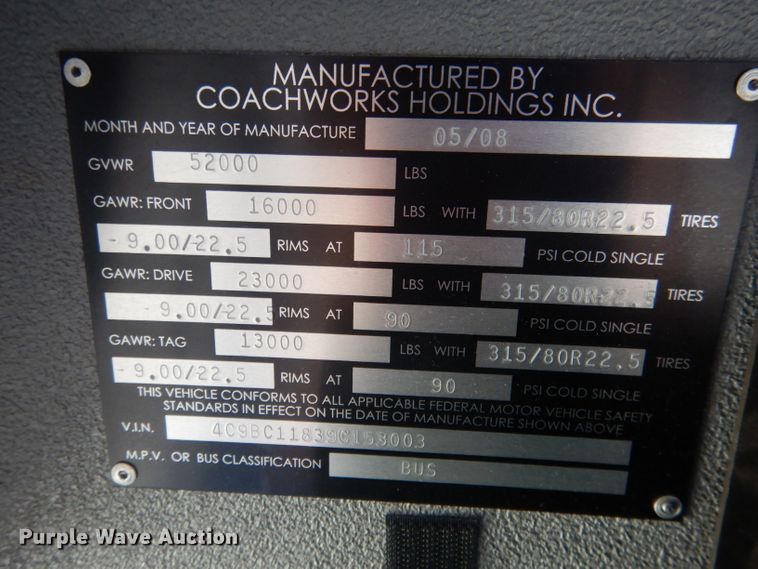 MANUFACTURED BY
COACHWORKS HOLDINGS INC.
MONTH AND YEAR OF MANUFACTURE 05/08
GVWR 52000 LBS
GAWR: FRONT 16000 LBS WITH 315/80R22.5 TIRES
-9.00/22.5 RIMS AT 115 PSI COLD SINGLE
GAWR: DRIVE 23000 LBS WITH 315/80R22.5 TIRES
-9.00/22.5 RIMS AT 90 PSI COLD SINGLE
GAWR: TAG 13000 LBS WITH 315/80R22.5 TIRES
-9.00/22.5 RIMS AT 90 PSI COLD SINGLE
THIS VEHICLE CONFORMS TO ALL APPLICABLE FEDERAL MOTOR VEHICLE SAFETY
STANDARDS IN EFFECT ON THE DATE OF MANUFACTURE SHOWN ABOVE
V.I.N. 4C9BC11839C153003
M.P.V. OR BUS CLASSIFICATION BUS
Purple Wave Auction